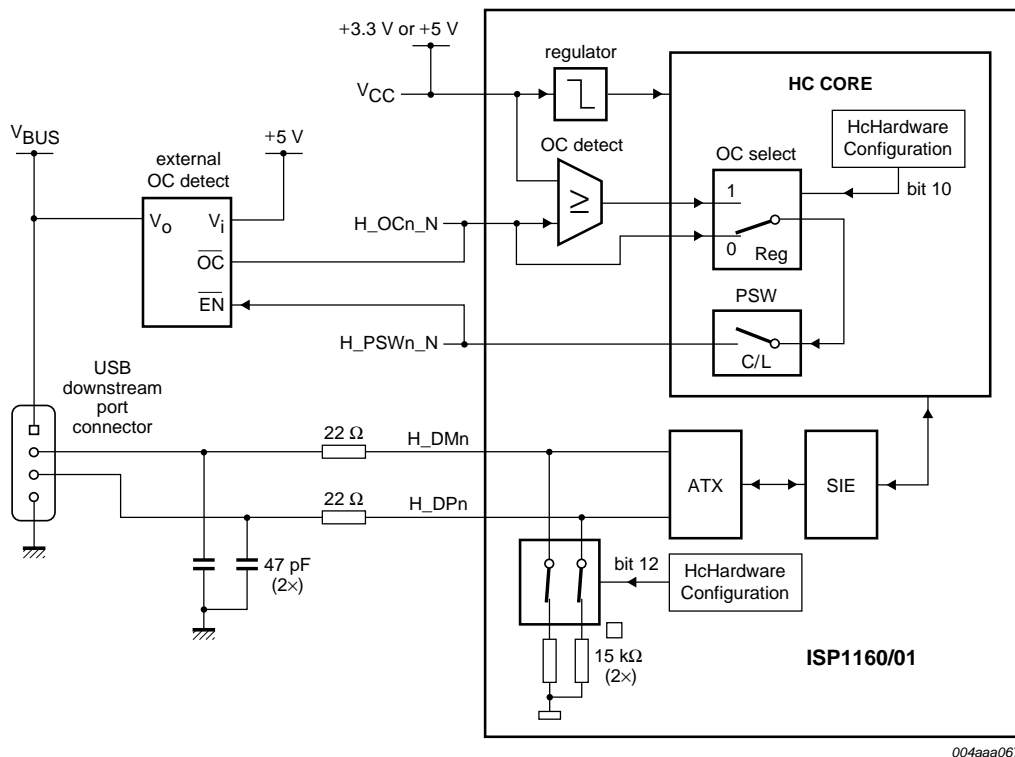 +3.3 V or +5 V
VCC
regulator
HC CORE
HcHardware
Configuration
bit 10
VBUS
+5 V
external
OC detect
Vo
Vi
OC
EN
OC detect
≥
OC select
1
0
Reg
H_OCn_N
PSW
C/L
H_PSWn_N
USB
downstream
port
connector
22 Ω
H_DMn
22 Ω
H_DPn
ATX
SIE
47 pF
(2×)
bit 12
HcHardware
Configuration
15 kΩ
(2×)
ISP1160/01
004aaa067